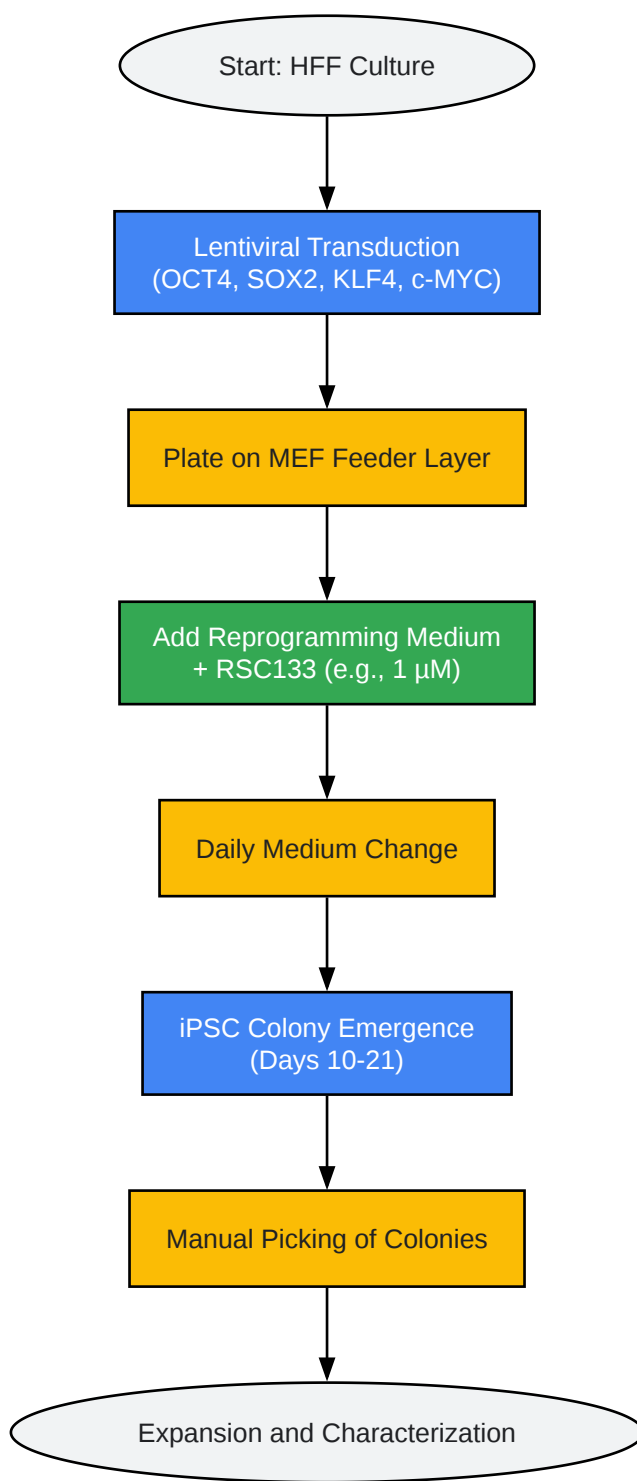 Start: HFF Culture
Lentiviral Transduction
(OCT4, SOX2, KLF4, c-MYC)
Plate on MEF Feeder Layer
Add Reprogramming Medium
+ RSC133 (e.g., 1 µM)
Daily Medium Change
iPSC Colony Emergence
(Days 10-21)
Manual Picking of Colonies
Expansion and Characterization